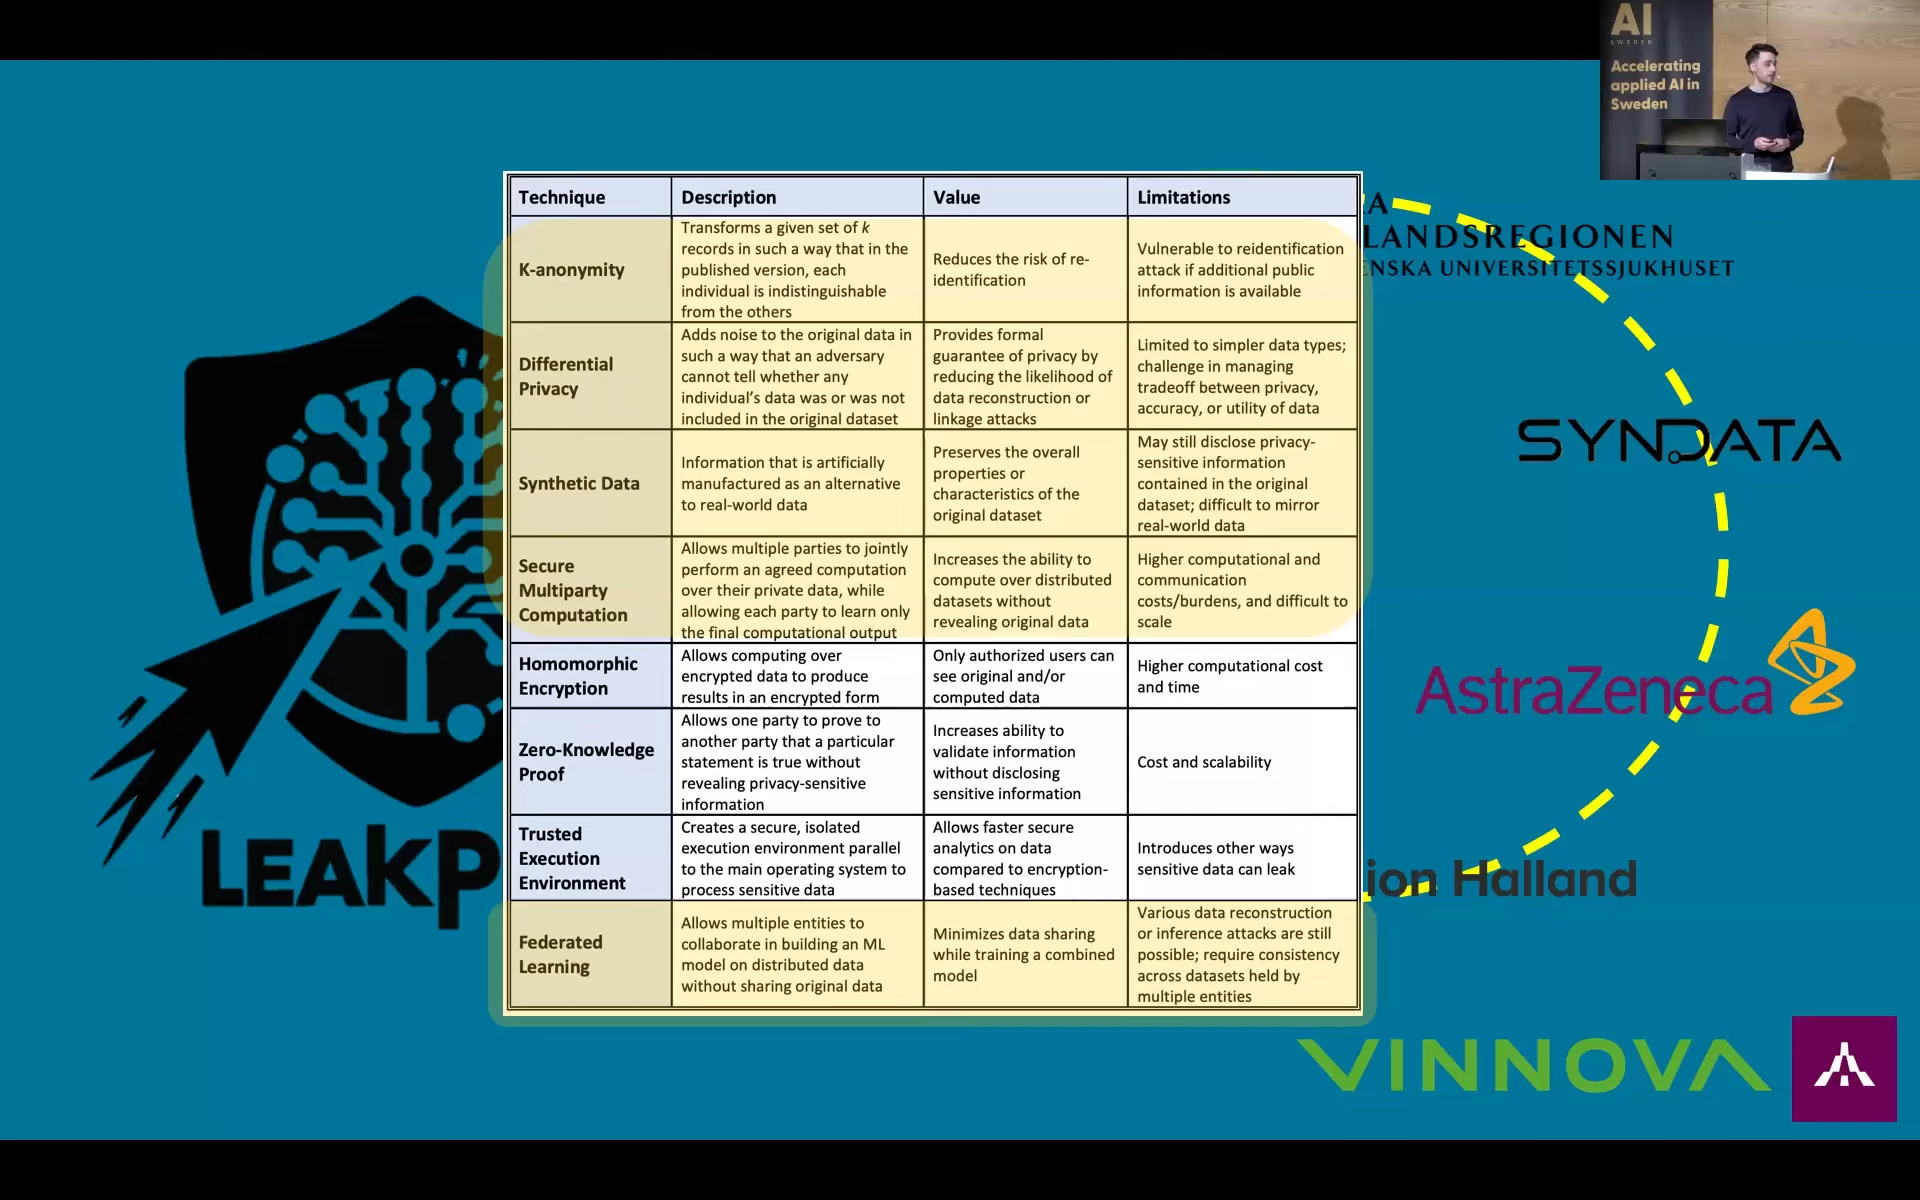 AI
SWEDEN
Accelerating
applied AI in
Sweden
Technique
Description
Value
Limitations
K-anonymity
Transforms a given set of k
records in such a way that in the
published version, each
individual is indistinguishable
from the others
Reduces the risk of re-
identification
Vulnerable to reidentification
attack if additional public
information is available
Differential
Privacy
Adds noise to the original data in
such a way that an adversary
cannot tell whether any
individual’s data was or was not
included in the original dataset
Provides formal
guarantee of privacy by
reducing the likelihood of
data reconstruction or
linkage attacks
Limited to simpler data types;
challenge in managing
tradeoff between privacy,
accuracy, or utility of data
Synthetic Data
Information that is artificially
manufactured as an alternative
to real-world data
Preserves the overall
properties or
characteristics of the
original dataset
May still disclose privacy-
sensitive information
contained in the original
dataset; difficult to mirror
real-world data
Secure
Multiparty
Computation
Allows multiple parties to jointly
perform an agreed computation
over their private data, while
allowing each party to learn only
the final computational output
Increases the ability to
compute over distributed
datasets without
revealing original data
Higher computational and
communication
costs/burdens, and difficult to
scale
Homomorphic
Encryption
Allows computing over
encrypted data to produce
results in an encrypted form
Only authorized users can
see original and/or
computed data
Higher computational cost
and time
Zero-Knowledge
Proof
Allows one party to prove to
another party that a particular
statement is true without
revealing privacy-sensitive
information
Increases ability to
validate information
without disclosing
sensitive information
Cost and scalability
Trusted
Execution
Environment
Creates a secure, isolated
execution environment parallel
to the main operating system to
process sensitive data
Allows faster secure
analytics on data
compared to encryption-
based techniques
Introduces other ways
sensitive data can leak
Federated
Learning
Allows multiple entities to
collaborate in building an ML
model on distributed data
without sharing original data
Minimizes data sharing
while training a combined
model
Various data reconstruction
or inference attacks are still
possible; require consistency
across datasets held by
multiple entities
LEAKP
A
LANDSREGIONEN
ENSKA UNIVERSITETSSJUKHUSET
SYNDATA
AstraZeneca
ion Halland
VINNOVA